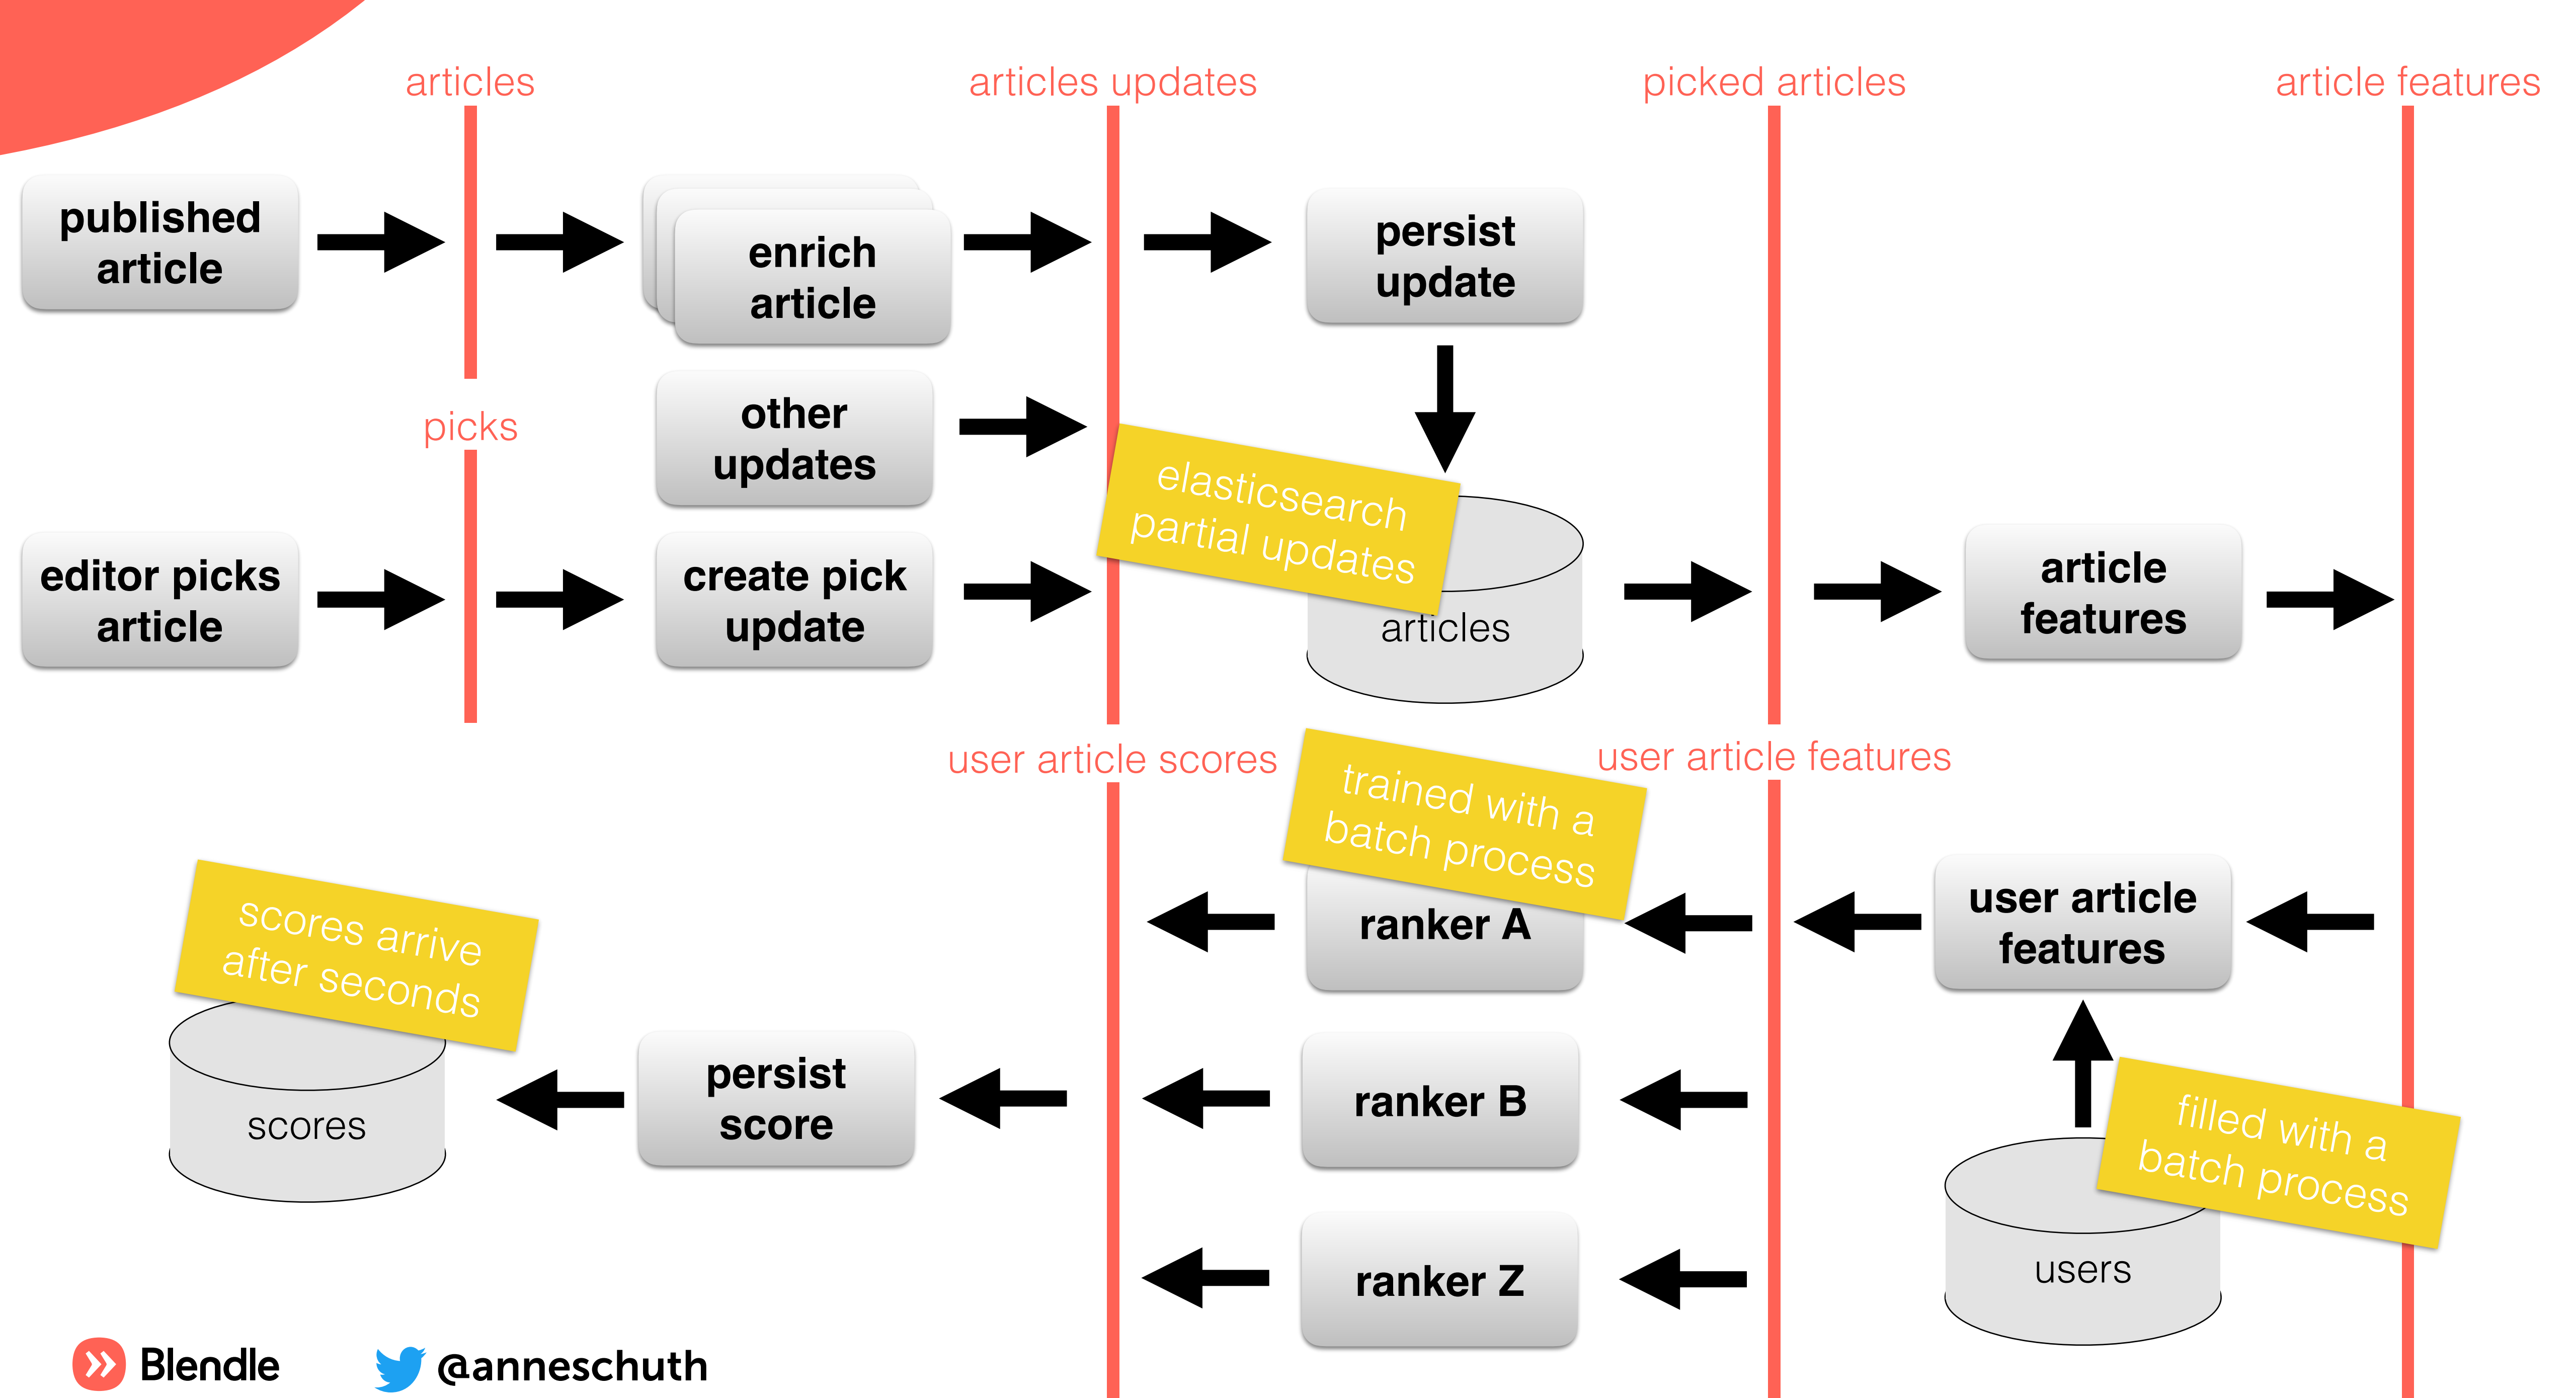 articles
articles updates
picked articles
article features
published
article
enrich
article
persist
update
picks
other
updates
elasticsearch
partial updates
editor picks
article
create pick
update
articles
article
features
user article scores
user article features
trained with a
batch process
scores arrive
after seconds
ranker A
user article
features
scores
persist
score
ranker B
filled with a
batch process
users
ranker Z
Blendle
@anneschuth